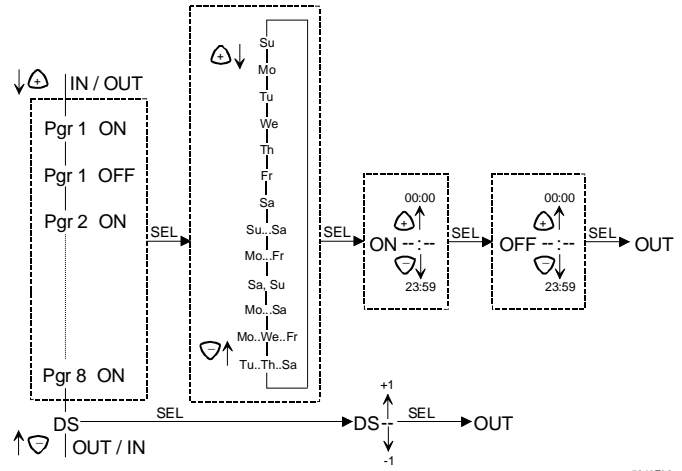 IN / OUT
Pgr 1 ON
Pgr 1 OFF
Pgr 2 ON
Pgr 8 ON
DS
OUT / IN
SEL
+
Su
Mo
Tu
We
Th
Fr
Sa
Su...Sa
Mo...Fr
Sa, Su
Mo...Sa
Mo..We..Fr
Tu..Th..Sa
SEL
00:00
+
ON --:--
23:59
SEL
00:00
+
OFF --:--
23:59
SEL
OUT
SEL
+1
DS--
-1
SEL
OUT